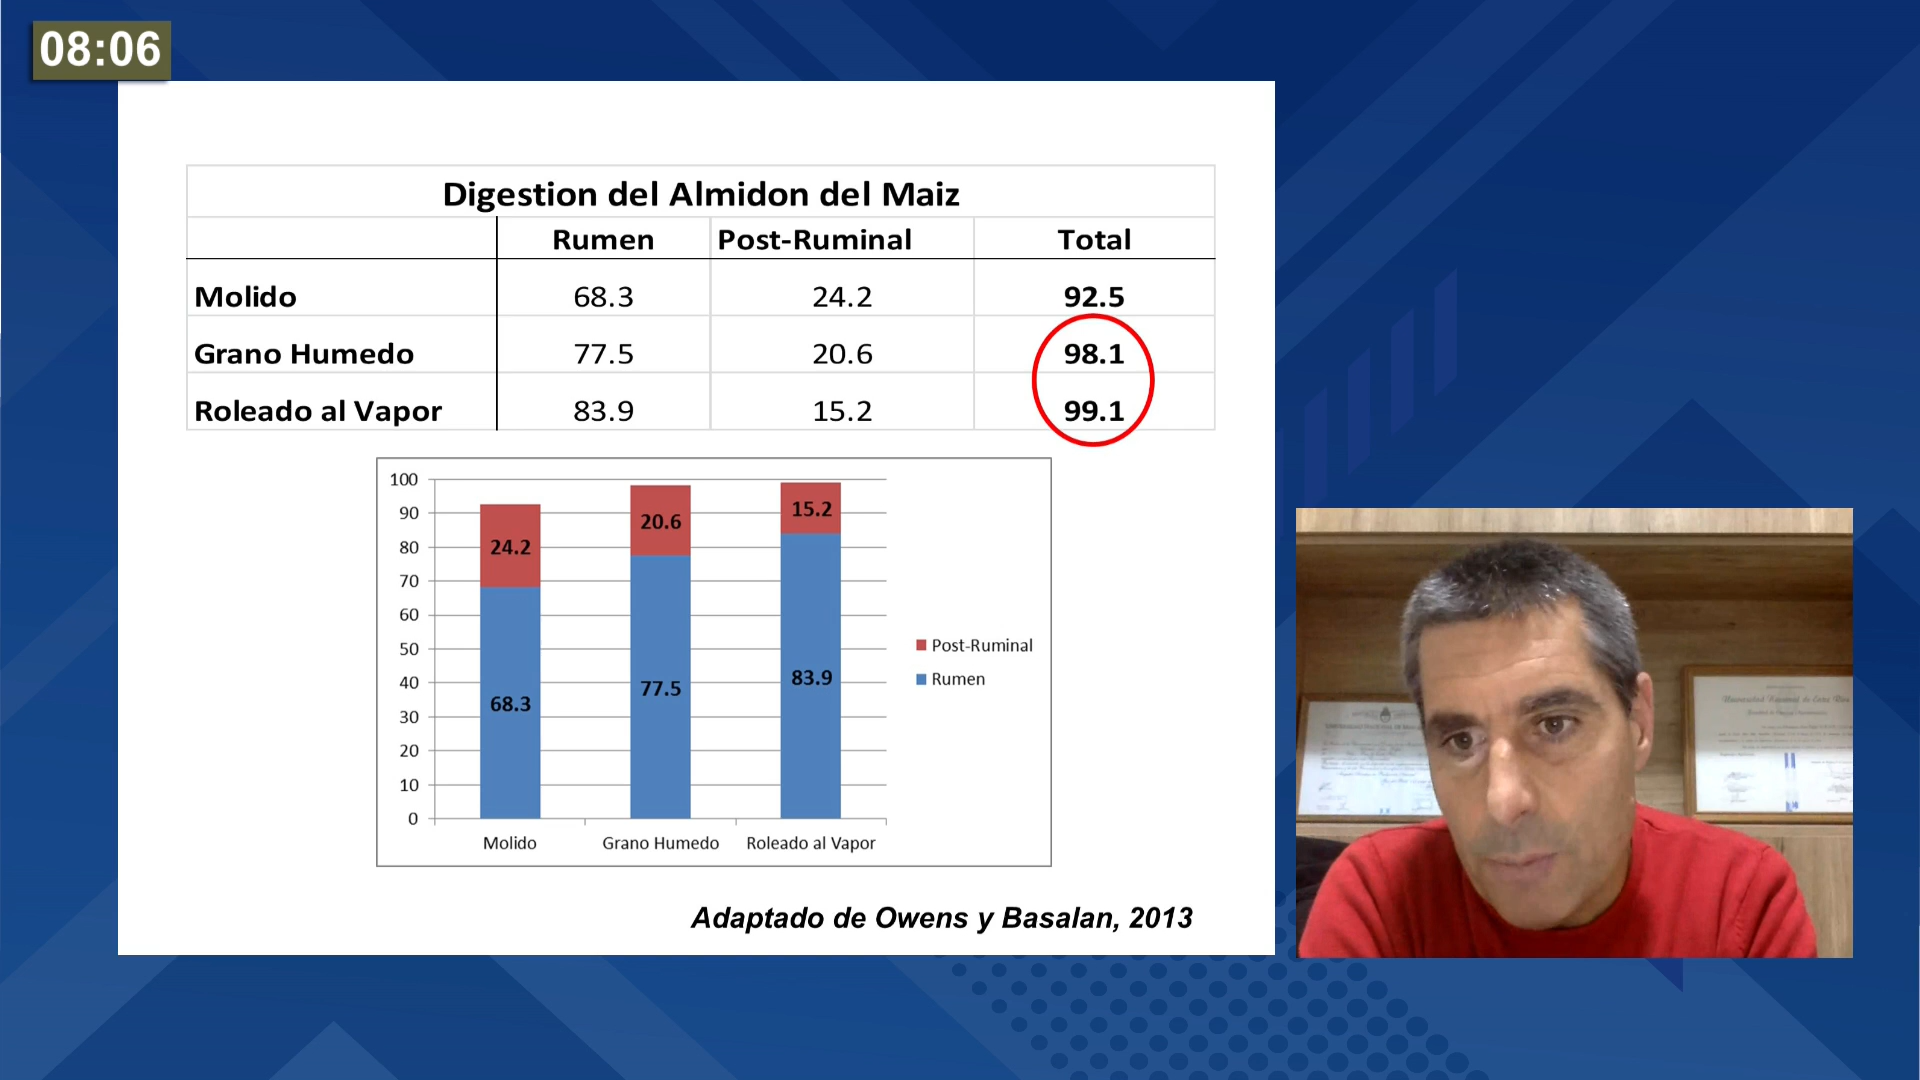 08:06
Digestion del Almidon del Maiz
Rumen Post-Ruminal Total
Molido 68.3 24.2 92.5
Grano Humedo 77.5 20.6 98.1
Roleado al Vapor 83.9 15.2 99.1
100
90
80
70
60
50
40
30
20
10
0
24.2
20.6
15.2
68.3
77.5
83.9
Molido Grano Humedo Roleado al Vapor
Post-Ruminal
Rumen
Adaptado de Owens y Basalan, 2013